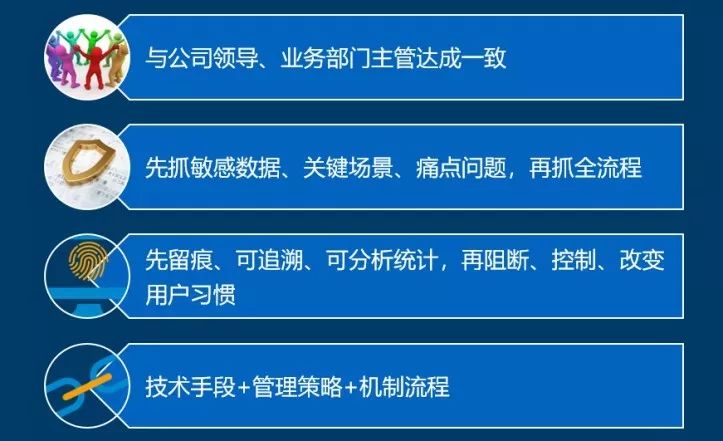 与公司领导、业务部门主管达成一致
先抓敏感数据、关键场景、痛点问题，再抓全流程
先留痕、可追溯、可分析统计，再阻断、控制、改变
用户习惯
技术手段+管理策略+机制流程